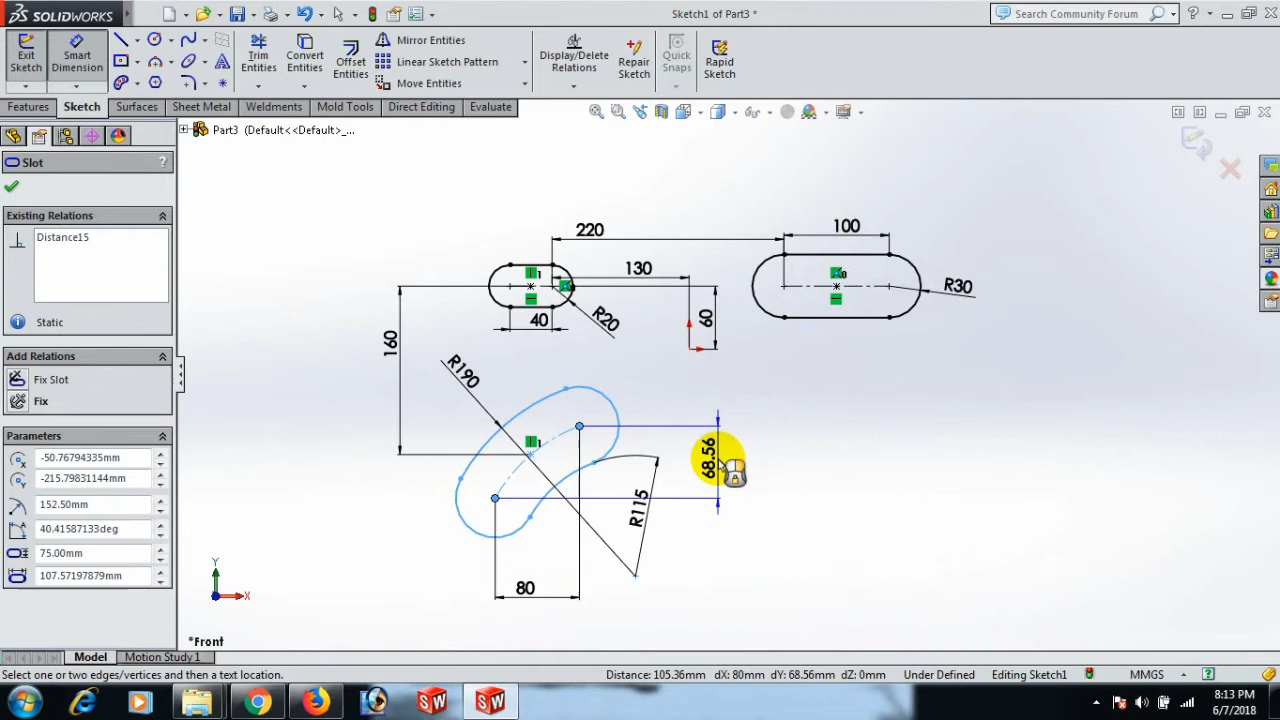 SOLIDWORKS
Sketch1 of Part3 *
Search Community Forum
Exit Sketch
Smart Dimension
Trim Entities
Convert Entities
Offset Entities
Mirror Entities
Linear Sketch Pattern
Move Entities
Display/Delete Relations
Repair Sketch
Quick Snaps
Rapid Sketch
Features
Sketch
Surfaces
Sheet Metal
Weldments
Mold Tools
Direct Editing
Evaluate
Part3 (Default<<Default>_...
Slot
?
Existing Relations
Distance15
Static
Add Relations
Fix Slot
Fix
Parameters
-50.76794335mm
-215.79831144mm
152.50mm
40.41587133deg
75.00mm
107.57197879mm
220
100
130
R30
40
R20
60
160
R190
68.56
R115
80
1
1
Y
X
*Front
Model
Motion Study 1
Select one or two edges/vertices and then a text location.
Distance: 105.36mm dX: 80mm dY: 68.56mm dZ: 0mm
Under Defined
Editing Sketch1
MMGS
8:13 PM
6/7/2018